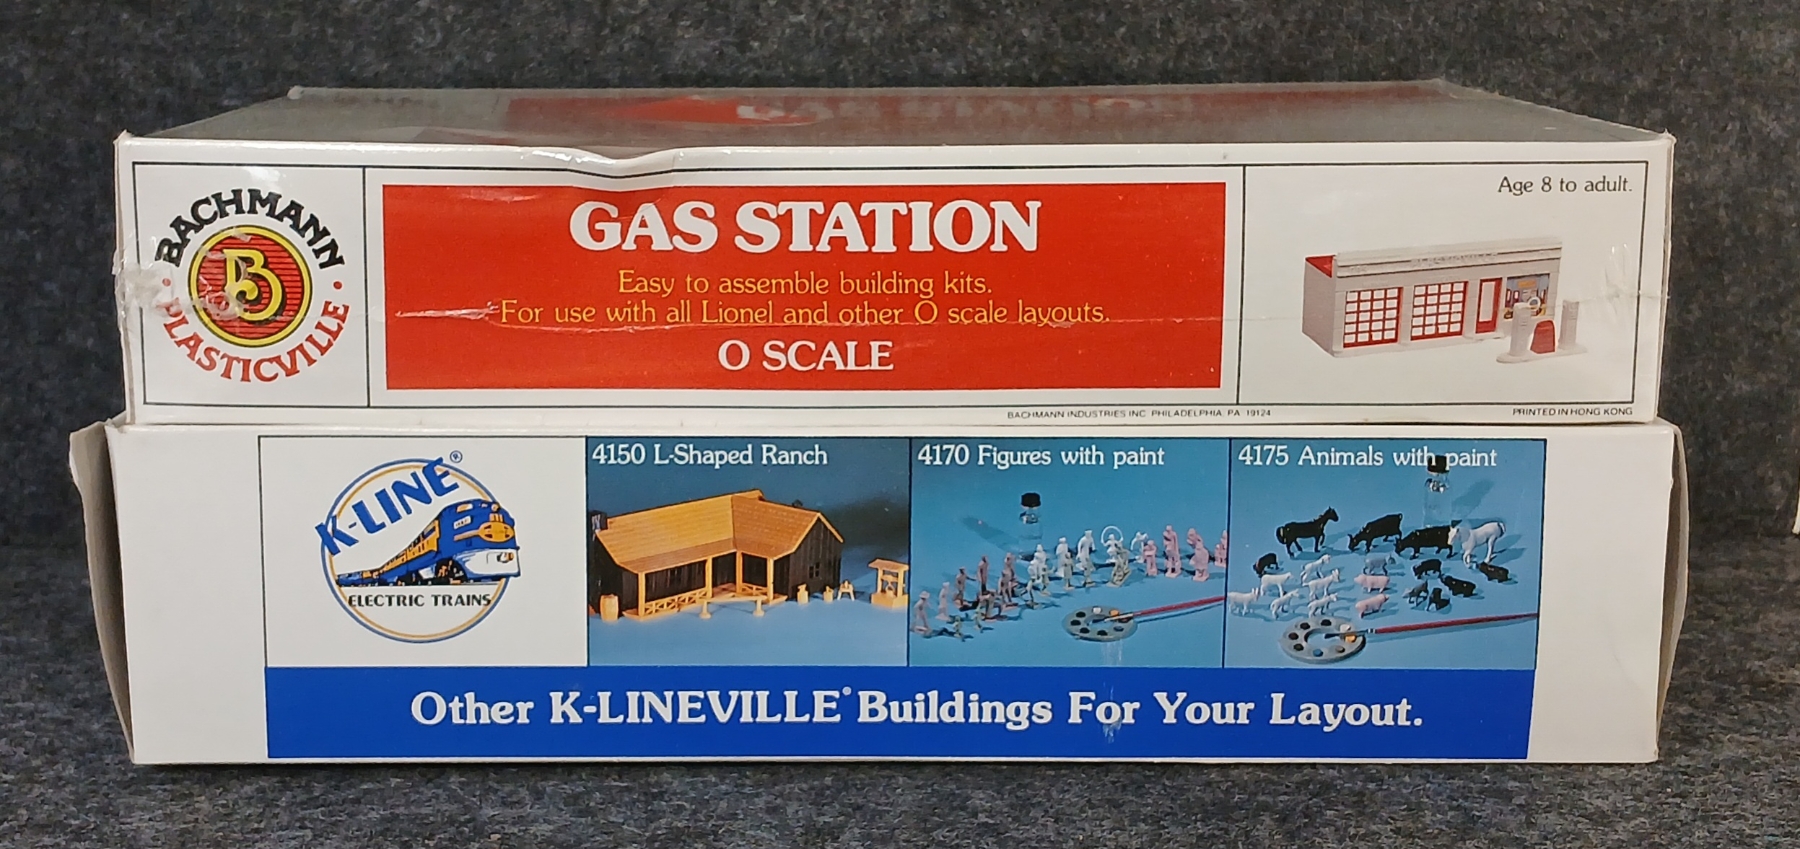 GAS STATION
BACHMANN
B
PLASTICVILLE
GAS STATION
Easy to assemble building kits.
For use with all Lionel and other O scale layouts.
O SCALE
Age 8 to adult.
BACHMANN INDUSTRIES INC. PHILADELPHIA, PA 19124
PRINTED IN HONG KONG
K-LINE®
ELECTRIC TRAINS
4150 L-Shaped Ranch
4170 Figures with paint
4175 Animals with paint
Other K-LINEVILLE® Buildings For Your Layout.